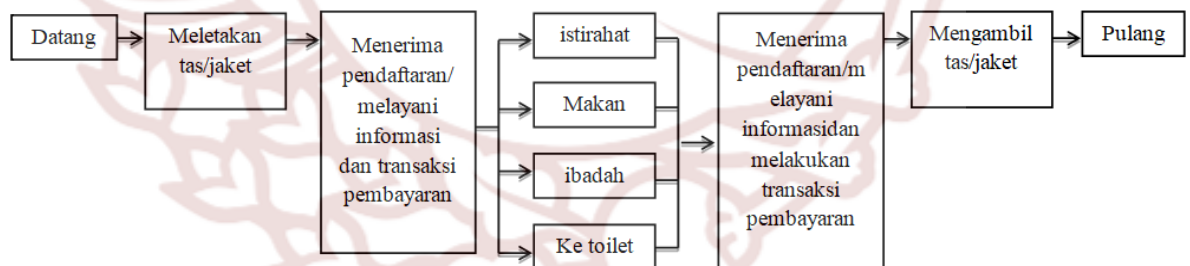 Datang
Meletakan
tas/jaket
Menerima
pendaftaran/
melayani
informasi
dan transaksi
pembayaran
istirahat
Makan
ibadah
Ke toilet
Menerima
pendaftaran/m
elayani
informasidan
melakukan
transaksi
pembayaran
Mengambil
tas/jaket
Pulang